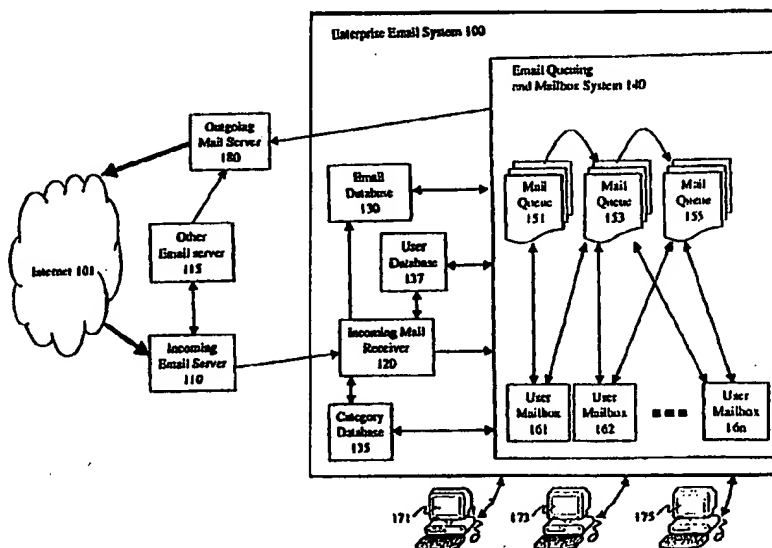 Enterprise Email System 100
Email Queuing
and Mailbox System 140
Outgoing
Mail Server
180
Email
Database
130
Mail
Queue
151
Mail
Queue
153
Mail
Queue
155
Other
Email server
115
User
Database
137
Internet 101
Incoming
Email Server
110
Incoming Mail
Receiver
120
Category
Database
135
User
Mailbox
161
User
Mailbox
162
User
Mailbox
16n
171
173
175